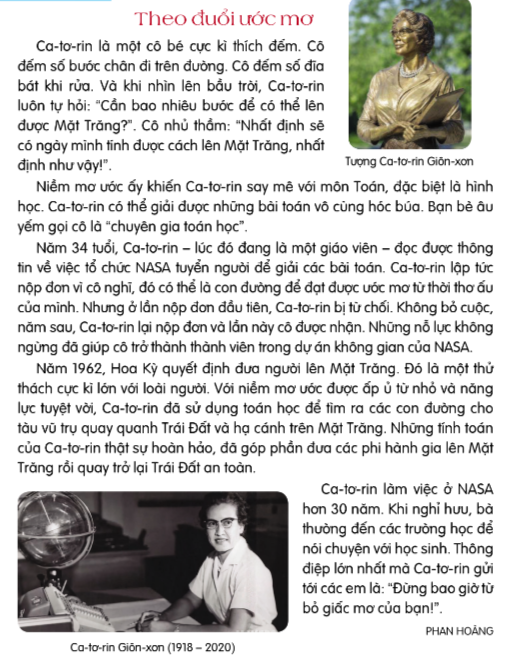 Theo đuổi ước mơ
Ca-tơ-rin là một cô bé cực kì thích đếm. Cô
đếm số bước chân đi trên đường. Cô đếm số đĩa
bát khi rửa. Và khi nhìn lên bầu trời, Ca-tơ-rin
luôn tự hỏi: “Cần bao nhiêu bước để có thể lên
được Mặt Trăng?”. Cô nhủ thầm: “Nhất định sẽ
có ngày mình tính được cách lên Mặt Trăng, nhất
định như vậy!”.
Tượng Ca-tơ-rin Giôn-xơn
Niềm mơ ước ấy khiến Ca-tơ-rin say mê với môn Toán, đặc biệt là hình
học. Ca-tơ-rin có thể giải được những bài toán vô cùng hóc búa. Bạn bè âu
yếm gọi cô là “chuyên gia toán học”.
Năm 34 tuổi, Ca-tơ-rin – lúc đó đang là một giáo viên – đọc được thông
tin về việc tổ chức NASA tuyển người để giải các bài toán. Ca-tơ-rin lập tức
nộp đơn vì cô nghĩ, đó có thể là con đường để đạt được ước mơ từ thời thơ ấu
của mình. Nhưng ở lần nộp đơn đầu tiên, Ca-tơ-rin bị từ chối. Không bỏ cuộc,
năm sau, Ca-tơ-rin lại nộp đơn và lần này cô được nhận. Những nỗ lực không
ngừng đã giúp cô trở thành thành viên trong dự án không gian của NASA.
Năm 1962, Hoa Kỳ quyết định đưa người lên Mặt Trăng. Đó là một thử
thách cực kì lớn với loài người. Với niềm mơ ước được ấp ủ từ nhỏ và năng
lực tuyệt vời, Ca-tơ-rin đã sử dụng toán học để tìm ra các con đường cho
tàu vũ trụ quay quanh Trái Đất và hạ cánh trên Mặt Trăng. Những tính toán
của Ca-tơ-rin thật sự hoàn hảo, đã góp phần đưa các phi hành gia lên Mặt
Trăng rồi quay trở lại Trái Đất an toàn.
Ca-tơ-rin làm việc ở NASA
hơn 30 năm. Khi nghỉ hưu, bà
thường đến các trường học để
nói chuyện với học sinh. Thông
điệp lớn nhất mà Ca-tơ-rin gửi
tới các em là: “Đừng bao giờ từ
bỏ giấc mơ của bạn!”.
PHAN HOÀNG
Ca-tơ-rin Giôn-xơn (1918 – 2020)